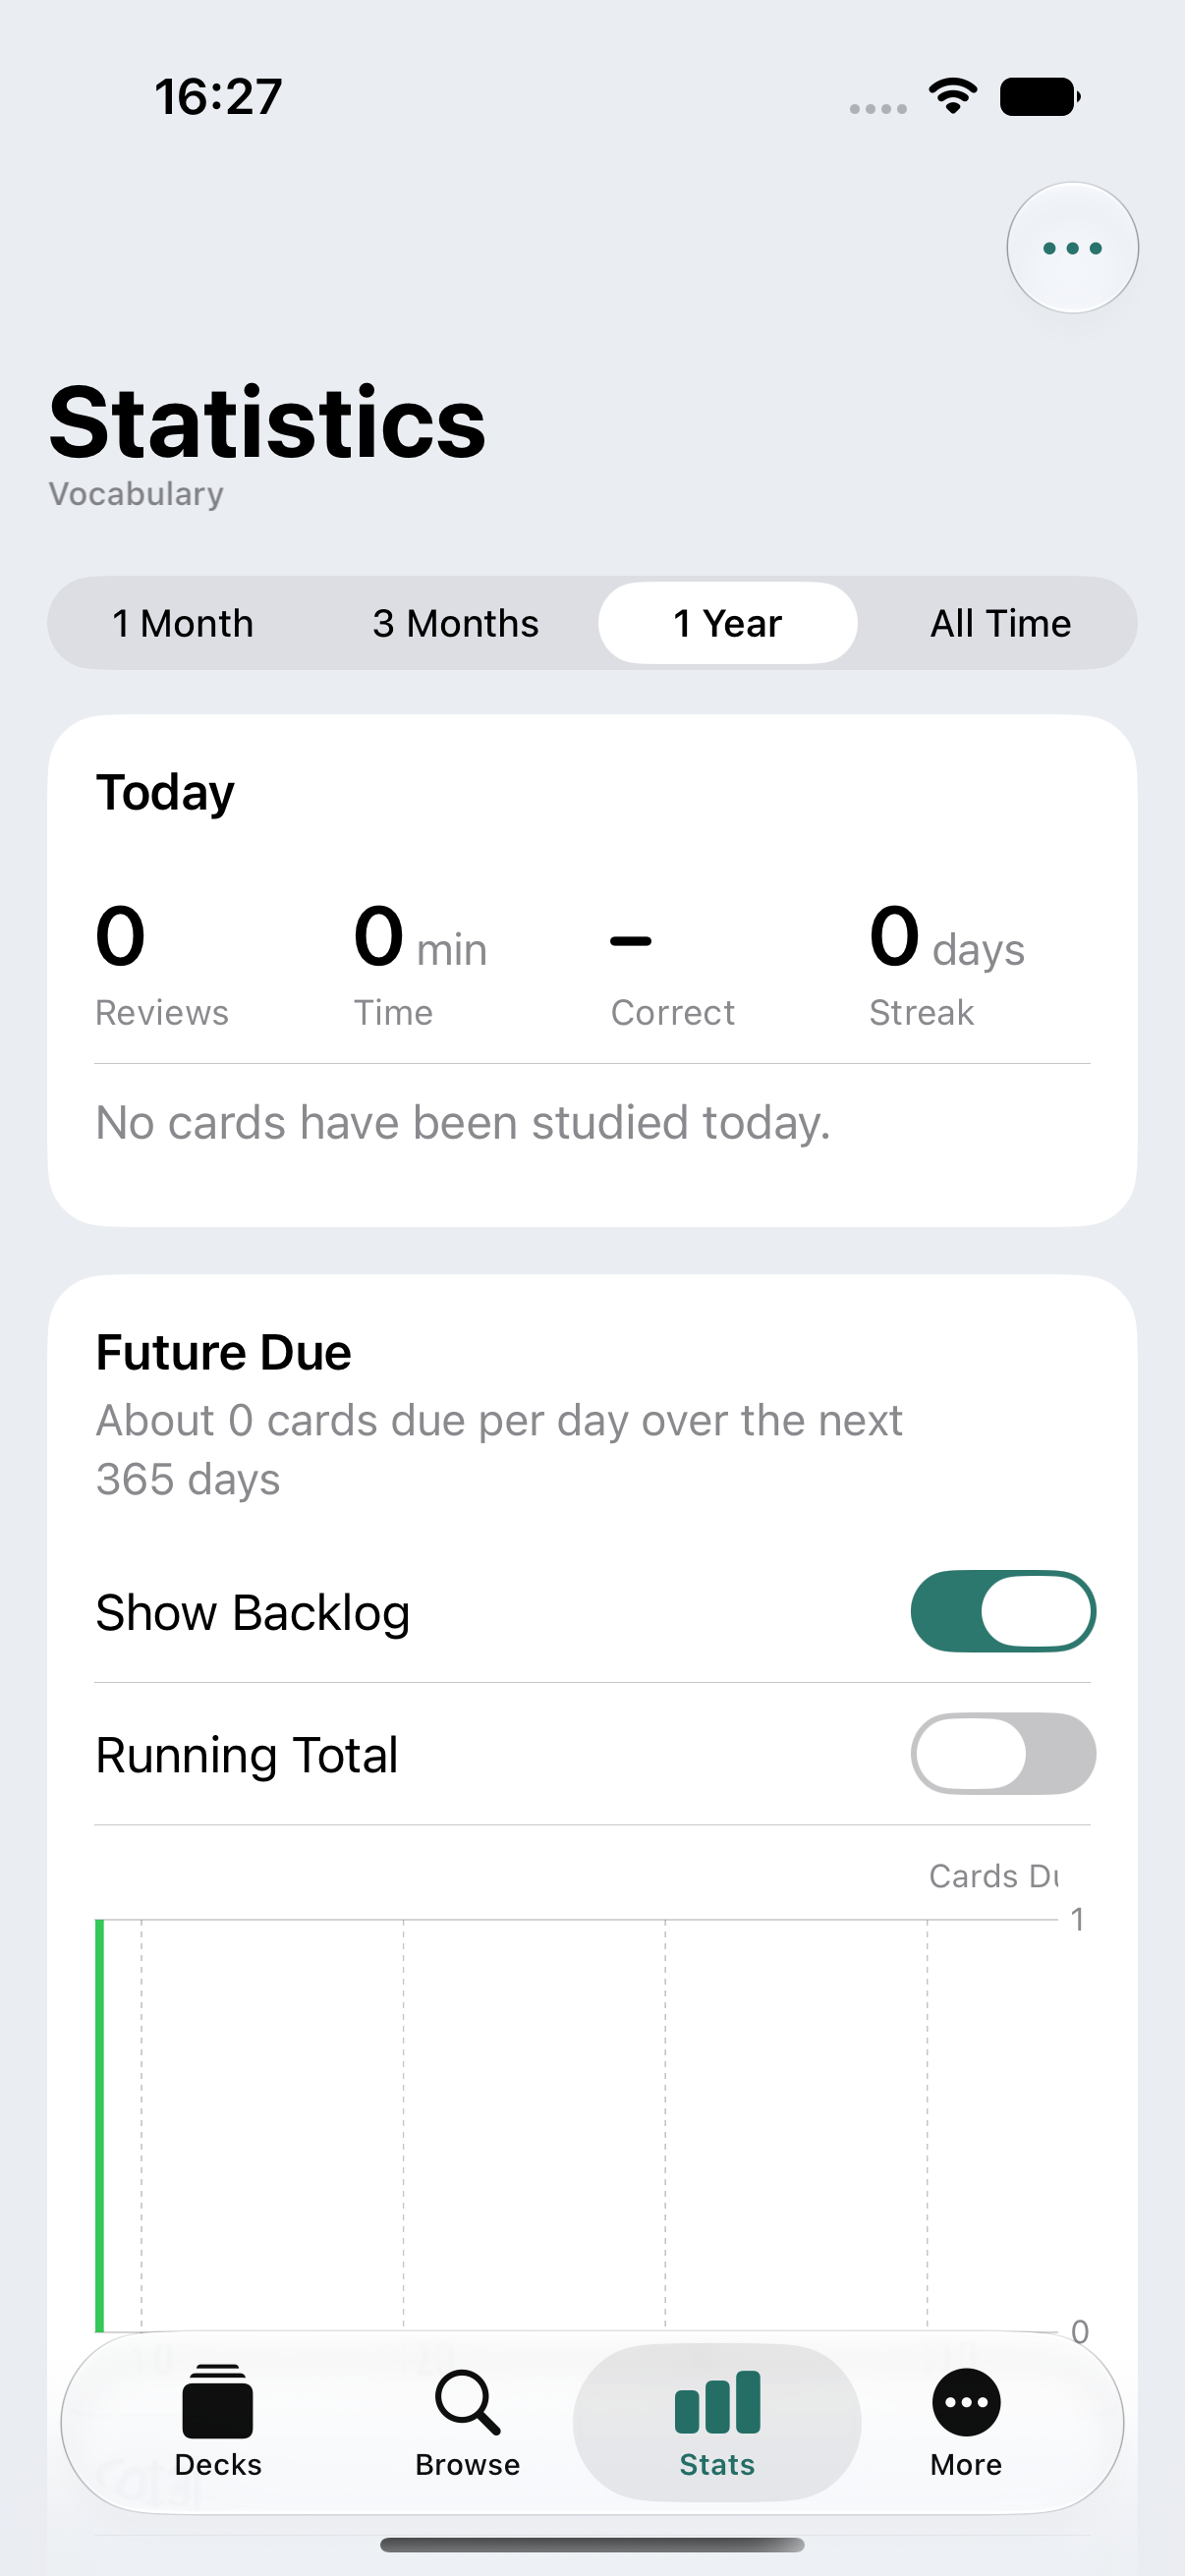 16:27
Statistics
Vocabulary
1 Month 3 Months 1 Year All Time
Today
0 0 min – 0 days
Reviews Time Correct Streak
No cards have been studied today.
Future Due
About 0 cards due per day over the next
365 days
Show Backlog
Running Total
Cards Du
1
0
Decks Browse Stats More